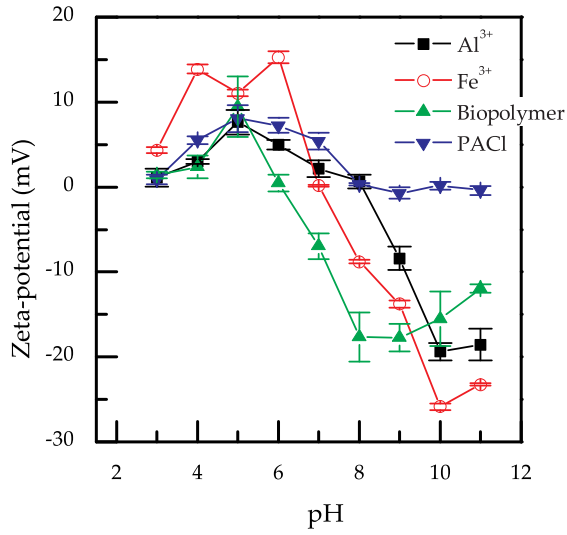 20
10
0
-10
-20
-30
Zeta-potential (mV)
Al³⁺
Fe³⁺
Biopolymer
PACl
2 4 6 8 10 12
pH